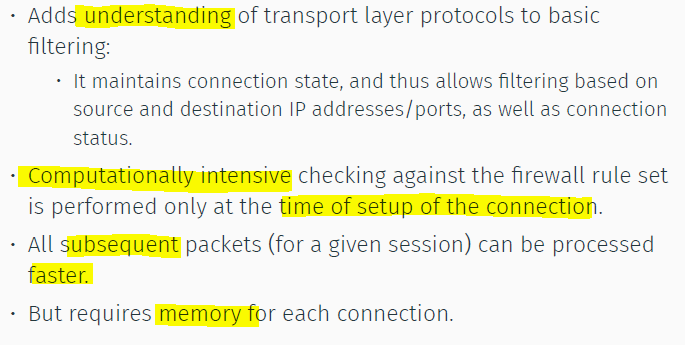 • Adds understanding of transport layer protocols to basic
filtering:
• It maintains connection state, and thus allows filtering based on
source and destination IP addresses/ports, as well as connection
status.
• Computationally intensive checking against the firewall rule set
is performed only at the time of setup of the connection.
• All subsequent packets (for a given session) can be processed
faster.
• But requires memory for each connection.